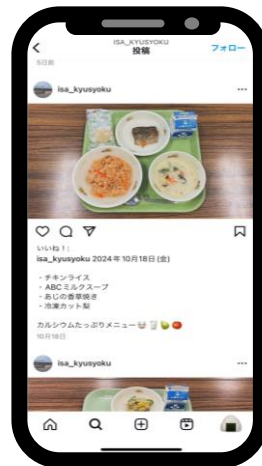 ISA_KYUSYOKU
投稿
フォロー
5日前
isa_kyusyoku
いいね！:
isa_kyusyoku 2024年10月18日(金)
・チキンライス
・ABCミルクスープ
・あじの香草焼き
・冷凍カット梨
カルシウムたっぷりメニュー
10月18日
isa_kyusyoku